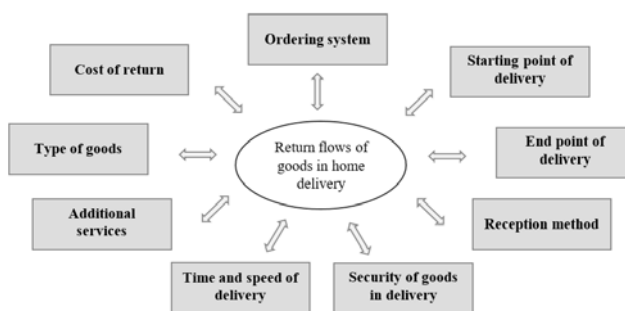 Ordering system
Cost of return
Starting point of
delivery
Type of goods
Return flows of
goods in home
delivery
End point of
delivery
Additional
services
Reception method
Time and speed of
delivery
Security of goods
in delivery